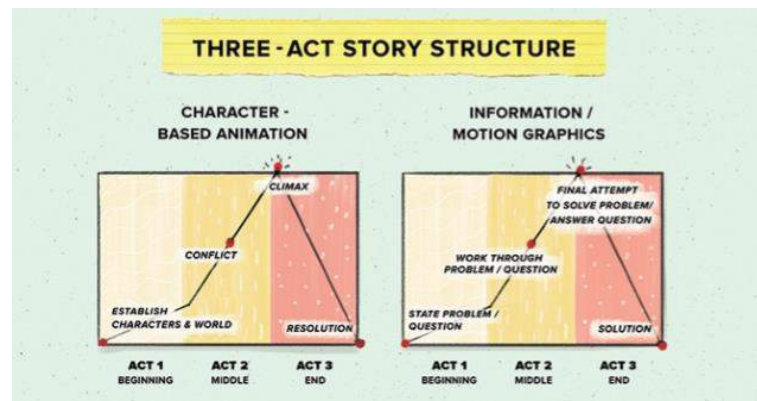 THREE-ACT STORY STRUCTURE
CHARACTER -
BASED ANIMATION
CLIMAX
CONFLICT
ESTABLISH
CHARACTERS & WORLD
RESOLUTION
ACT 1
BEGINNING
ACT 2
MIDDLE
ACT 3
END
INFORMATION /
MOTION GRAPHICS
FINAL ATTEMPT
TO SOLVE PROBLEM/
ANSWER QUESTION
WORK THROUGH
PROBLEM / QUESTION
STATE PROBLEM /
QUESTION
SOLUTION
ACT 1
BEGINNING
ACT 2
MIDDLE
ACT 3
END